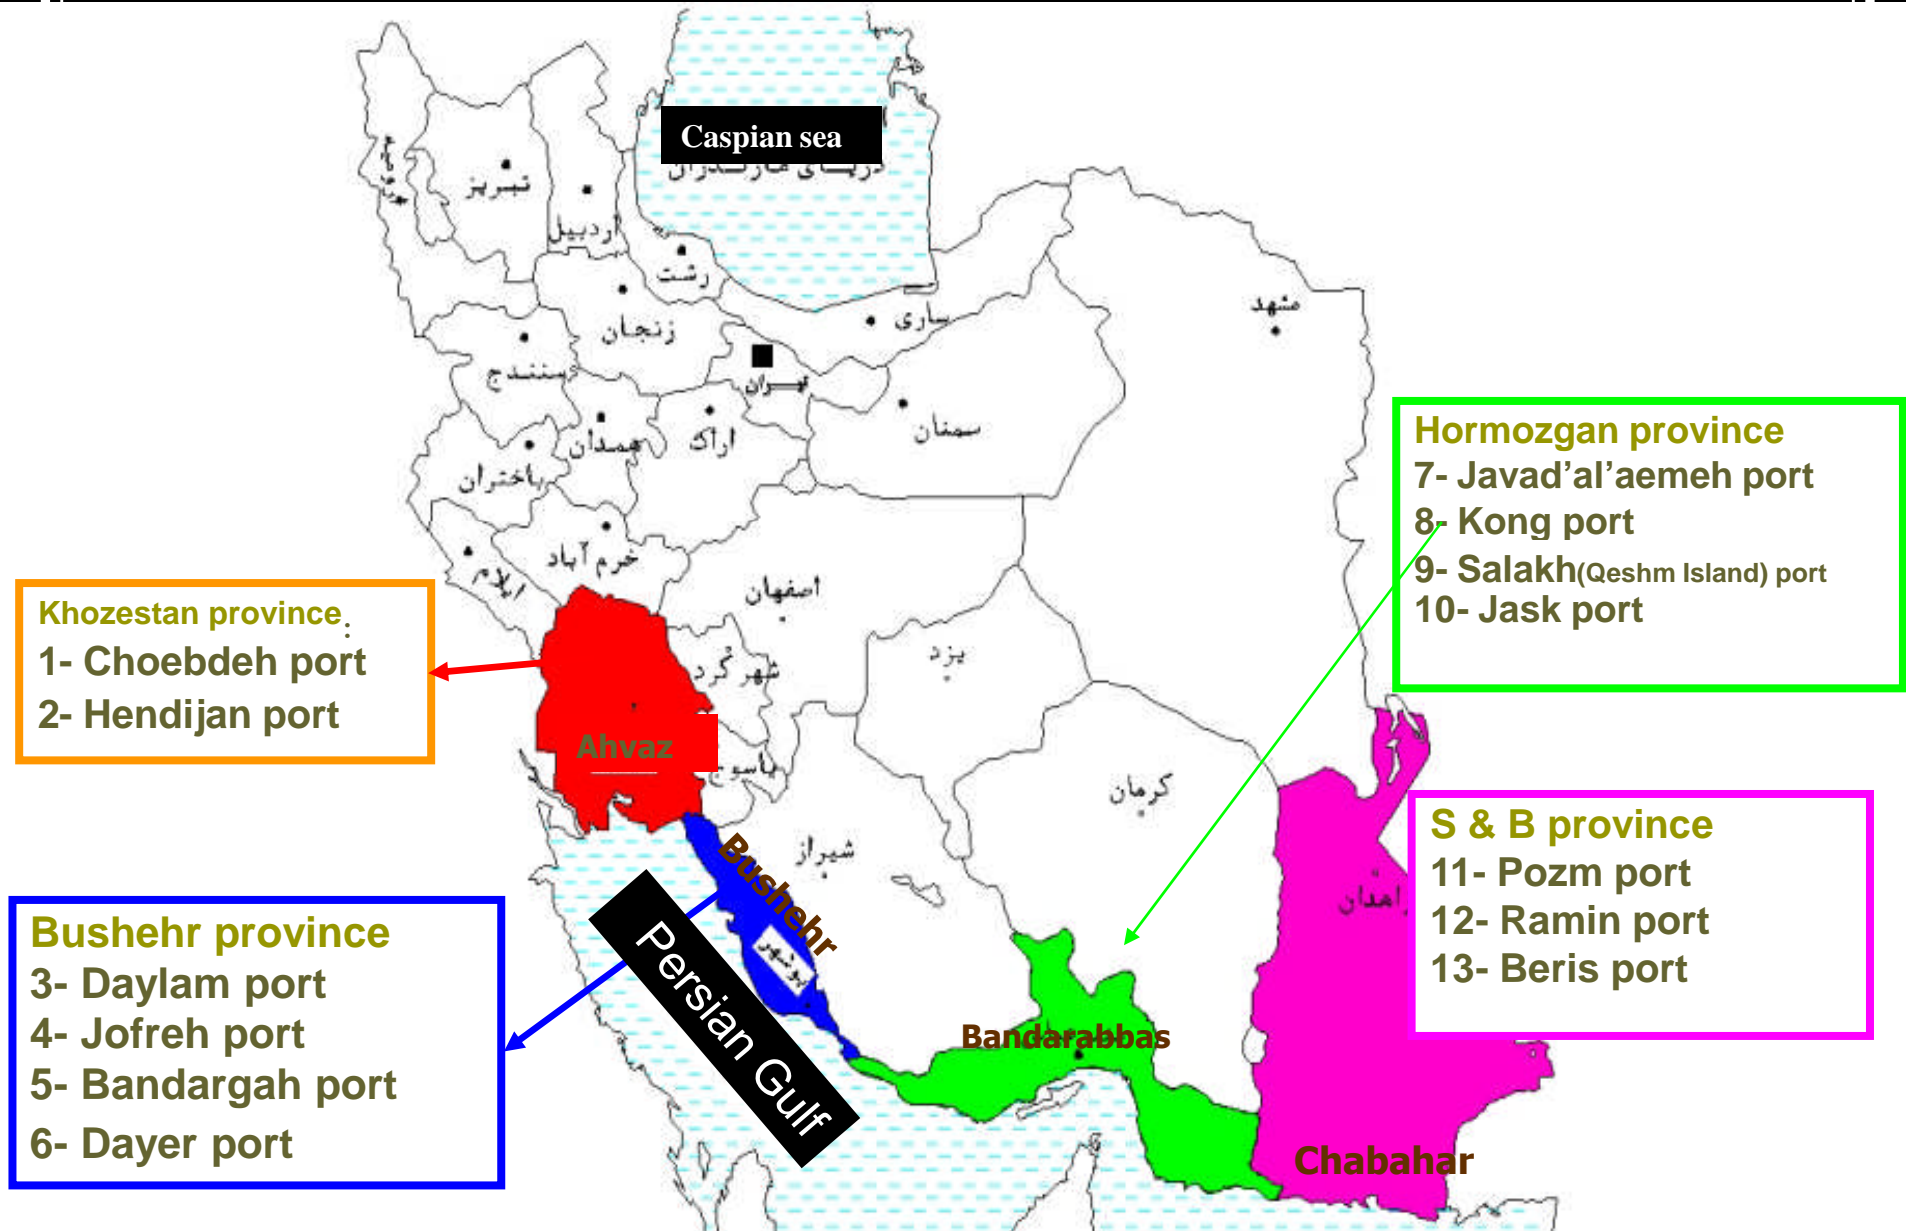 Caspian sea
دریای مازندران
تبریز
اردبیل
رشت
زنجان
ساری
مشهد
سنندج
تهران
همدان
اراک
سمنان
باختران
خرم آباد
ایلام
اصفهان
شهر کرد
یزد
Ahvaz
یاسوج
کرمان
شیراز
Bushehr
بوشهر
Persian Gulf
Bandarabbas
زاهدان
Chabahar
Khozestan province:
1- Choebdeh port
2- Hendijan port
Bushehr province
3- Daylam port
4- Jofreh port
5- Bandargah port
6- Dayer port
Hormozgan province
7- Javad’al’aemeh port
8- Kong port
9- Salakh(Qeshm Island) port
10- Jask port
S & B province
11- Pozm port
12- Ramin port
13- Beris port